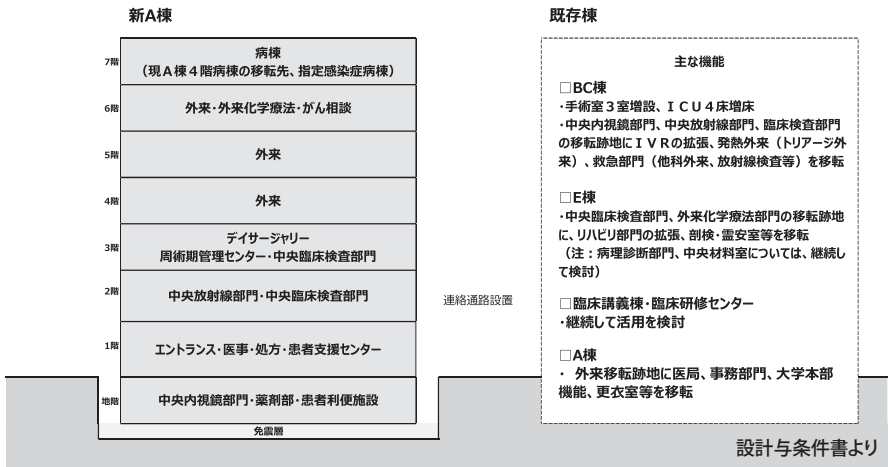 新A棟
7階
病棟
（現A棟4階病棟の移転先、指定感染症病棟）
6階
外来・外来化学療法・がん相談
5階
外来
4階
外来
3階
デイサージャリー
周術期管理センター・中央臨床検査部門
2階
中央放射線部門・中央臨床検査部門
1階
エントランス・医事・処方・患者支援センター
地階
中央内視鏡部門・薬剤部・患者利便施設
免震層
連絡通路設置
既存棟
主な機能
□BC棟
・手術室３室増設、ＩＣＵ４床増床
・中央内視鏡部門、中央放射線部門、臨床検査部門
の移転跡地にＩＶＲの拡張、発熱外来（トリアージ外
来）、救急部門（他科外来、放射線検査等）を移転
□E棟
・中央臨床検査部門、外来化学療法部門の移転跡地
に、リハビリ部門の拡張、剖検・霊安室等を移転
（注：病理診断部門、中央材料室については、継続し
て検討）
□臨床講義棟・臨床研修センター
・継続して活用を検討
□A棟
・ 外来移転跡地に医局、事務部門、大学本部
機能、更衣室等を移転
設計与条件書より